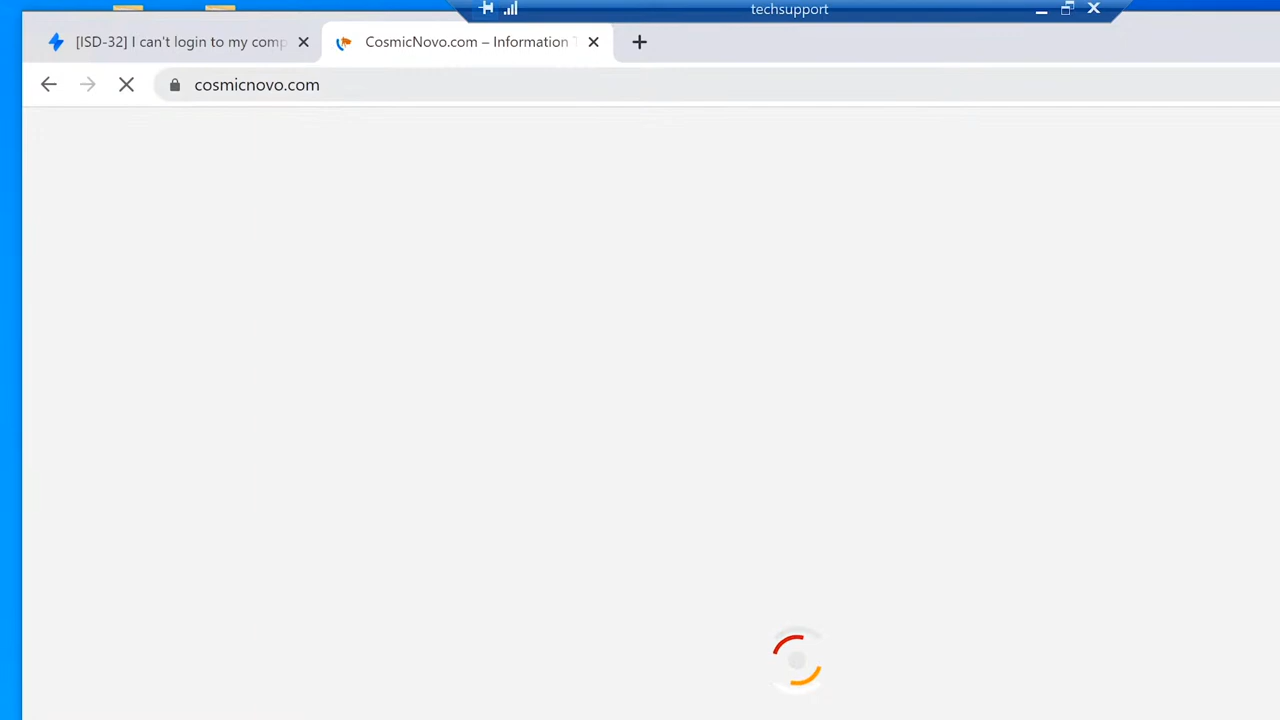 techsupport
[ISD-32] I can't login to my comp
CosmicNovo.com – Information T
cosmicnovo.com